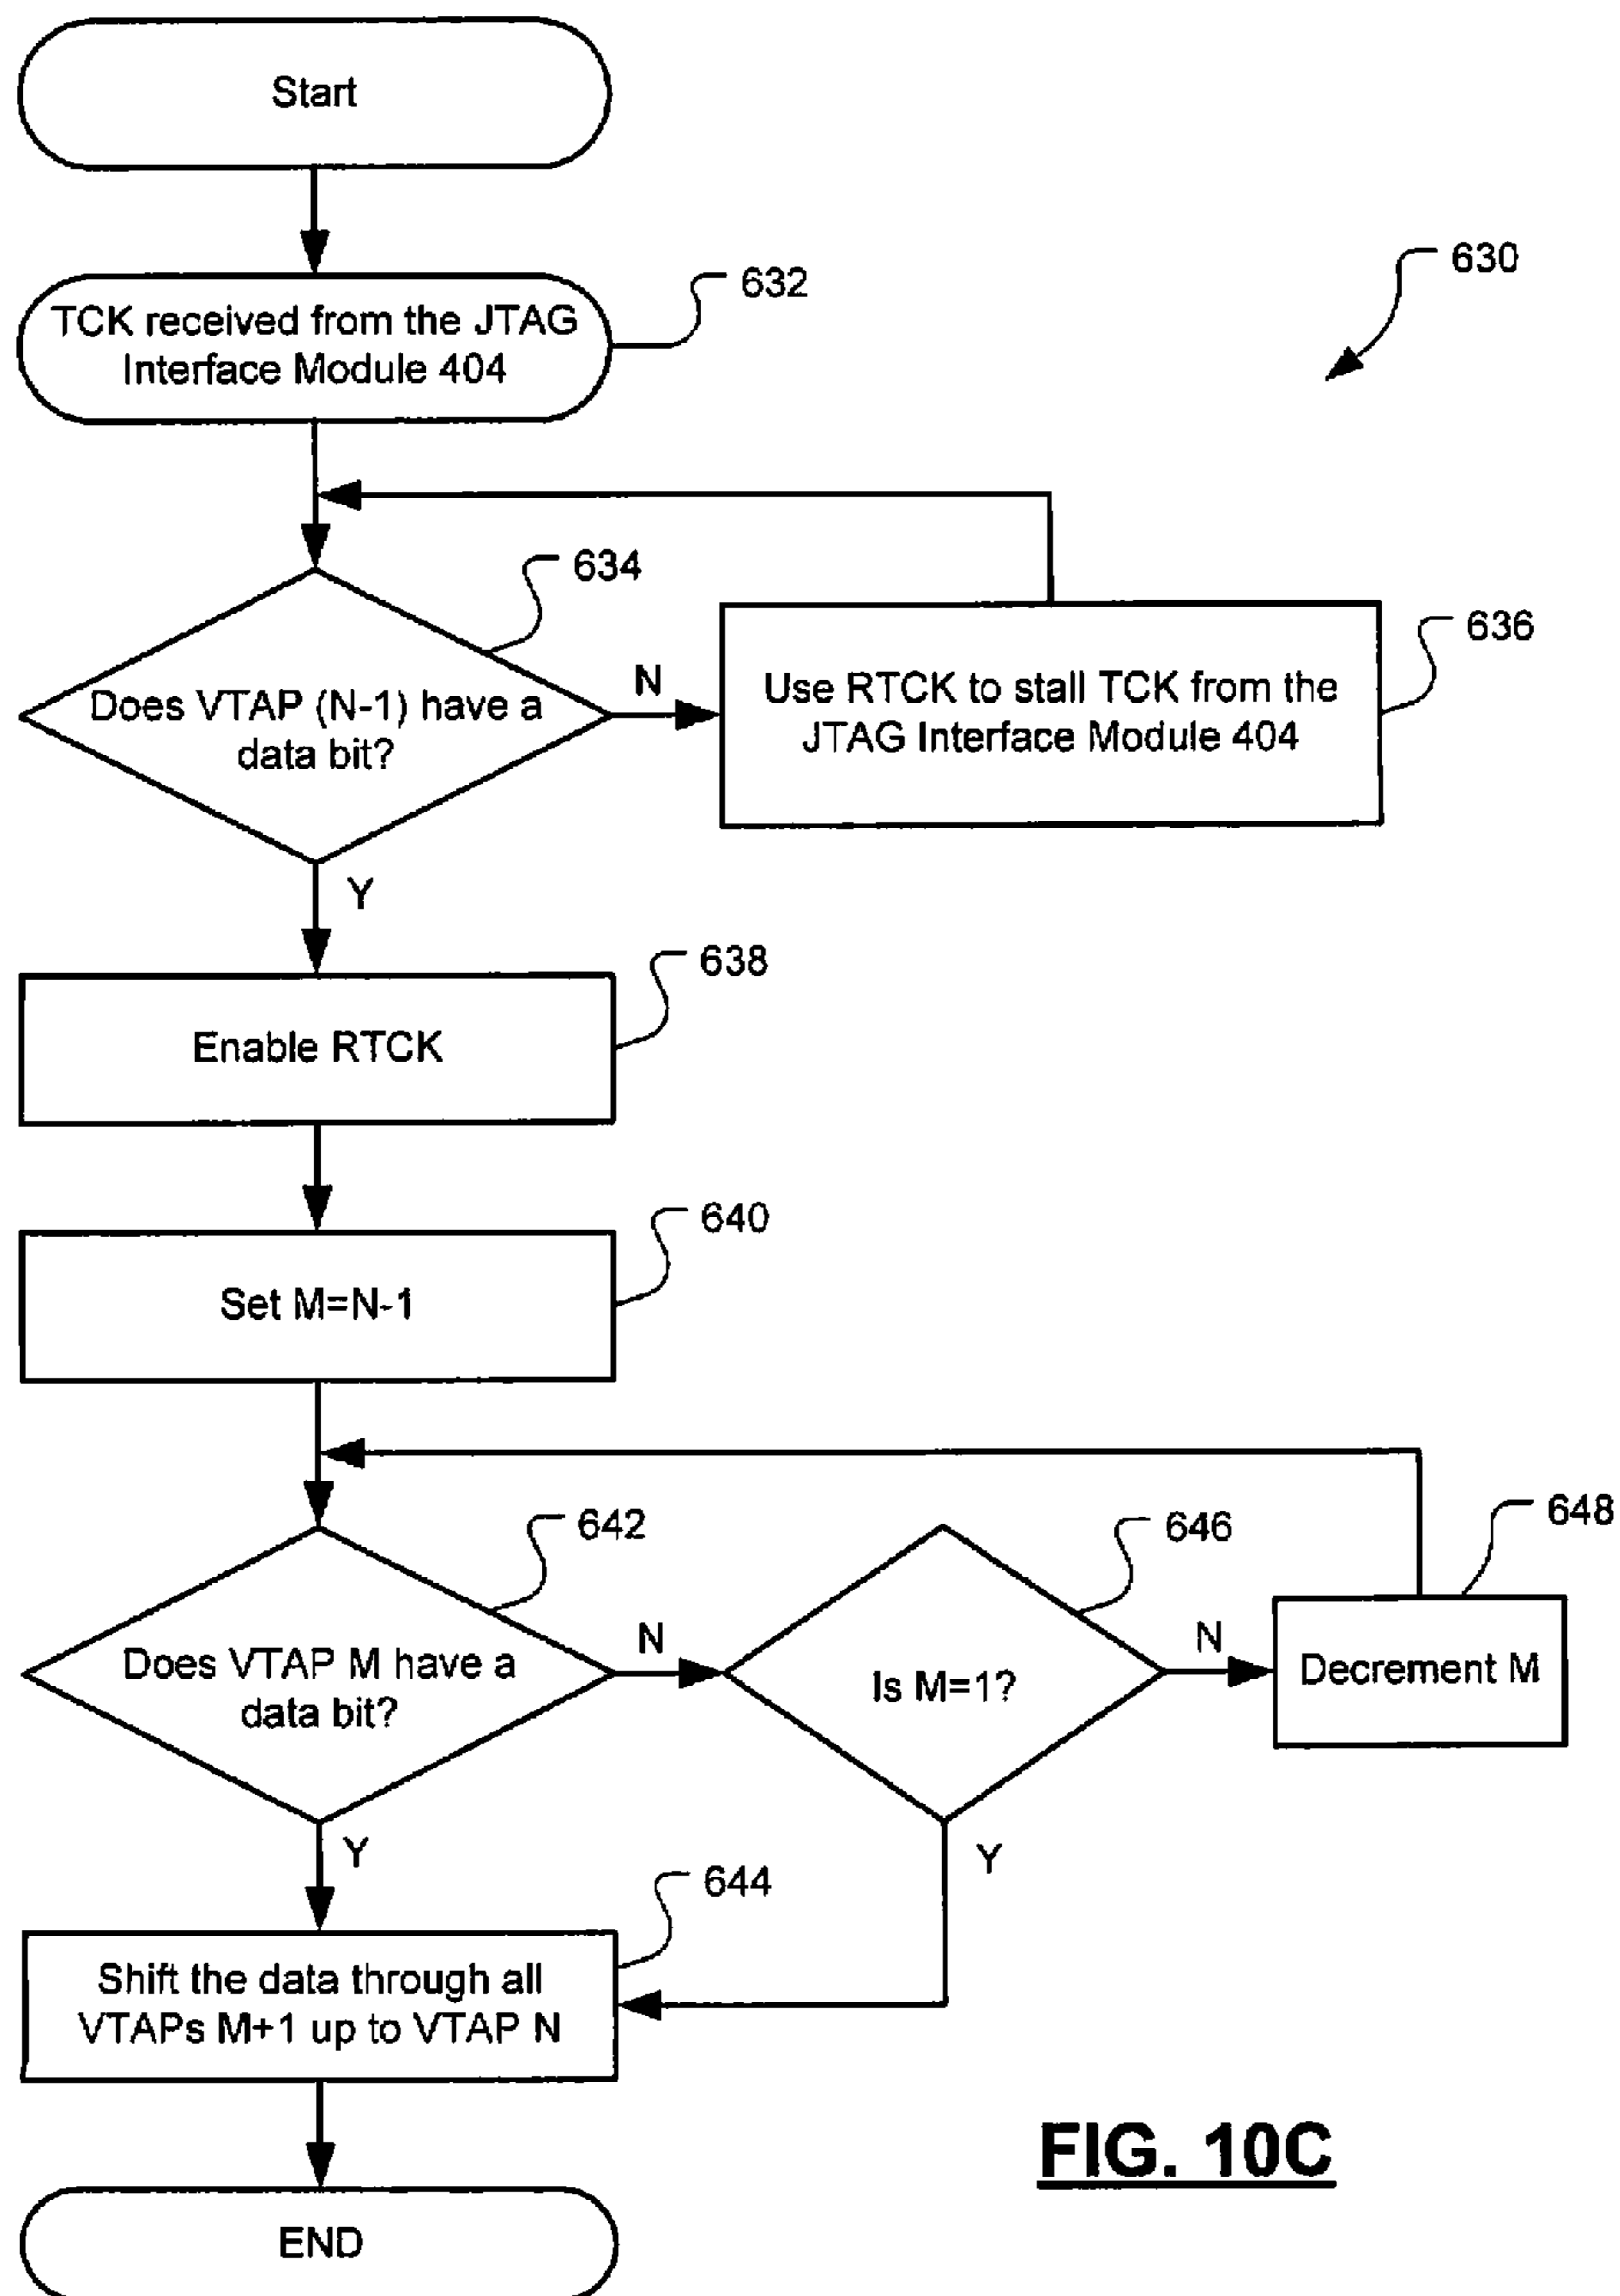 Start
TCK received from the JTAG
Interface Module 404
632
630
634
Does VTAP (N-1) have a
data bit?
N
Use RTCK to stall TCK from the
JTAG Interface Module 404
636
Y
638
Enable RTCK
640
Set M=N-1
642
Does VTAP M have a
data bit?
N
646
Is M=1?
N
648
Decrement M
Y
Y
644
Shift the data through all
VTAPs M+1 up to VTAP N
END
FIG. 10C